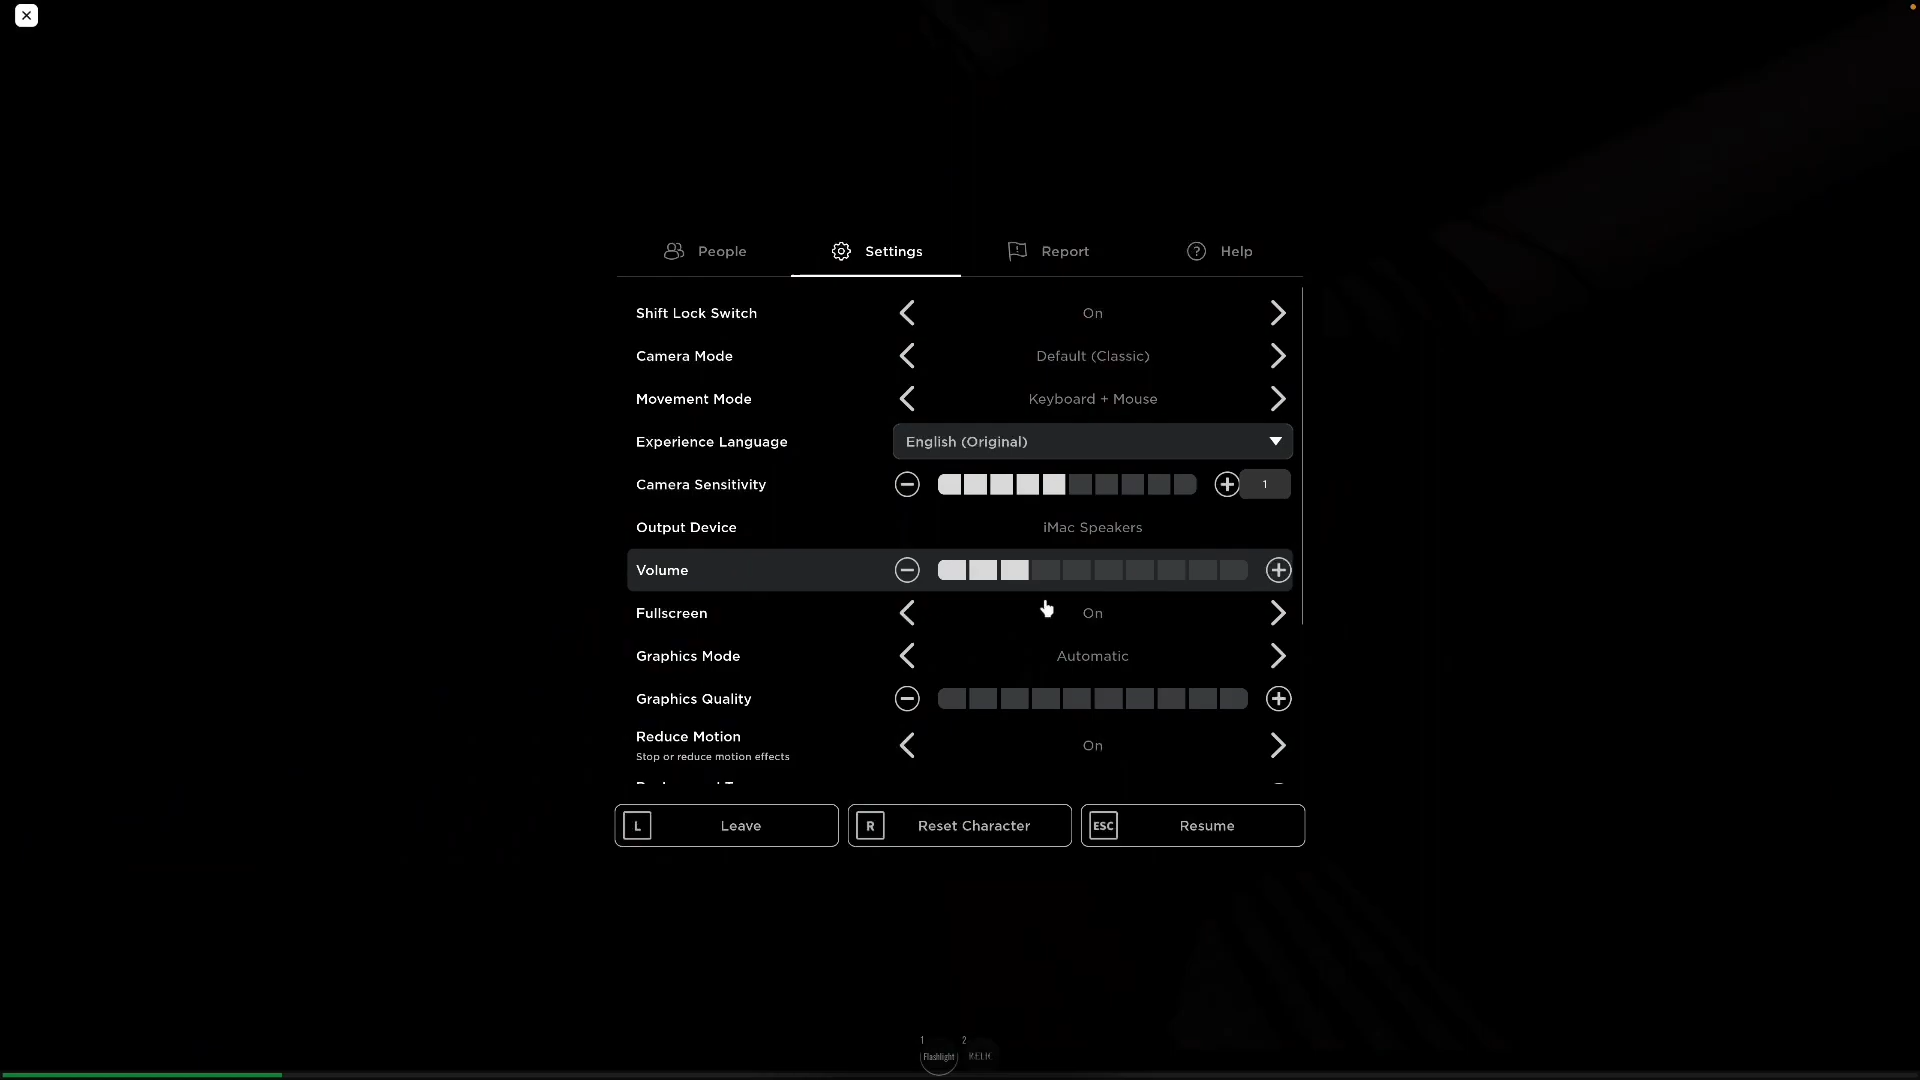 People
Settings
Report
Help
Shift Lock Switch
On
Camera Mode
Default (Classic)
Movement Mode
Keyboard + Mouse
Experience Language
English (Original)
Camera Sensitivity
1
Output Device
iMac Speakers
Volume
Fullscreen
On
Graphics Mode
Automatic
Graphics Quality
Reduce Motion
On
Stop or reduce motion effects
L
Leave
R
Reset Character
ESC
Resume
1
2
Flashlight
RELIC